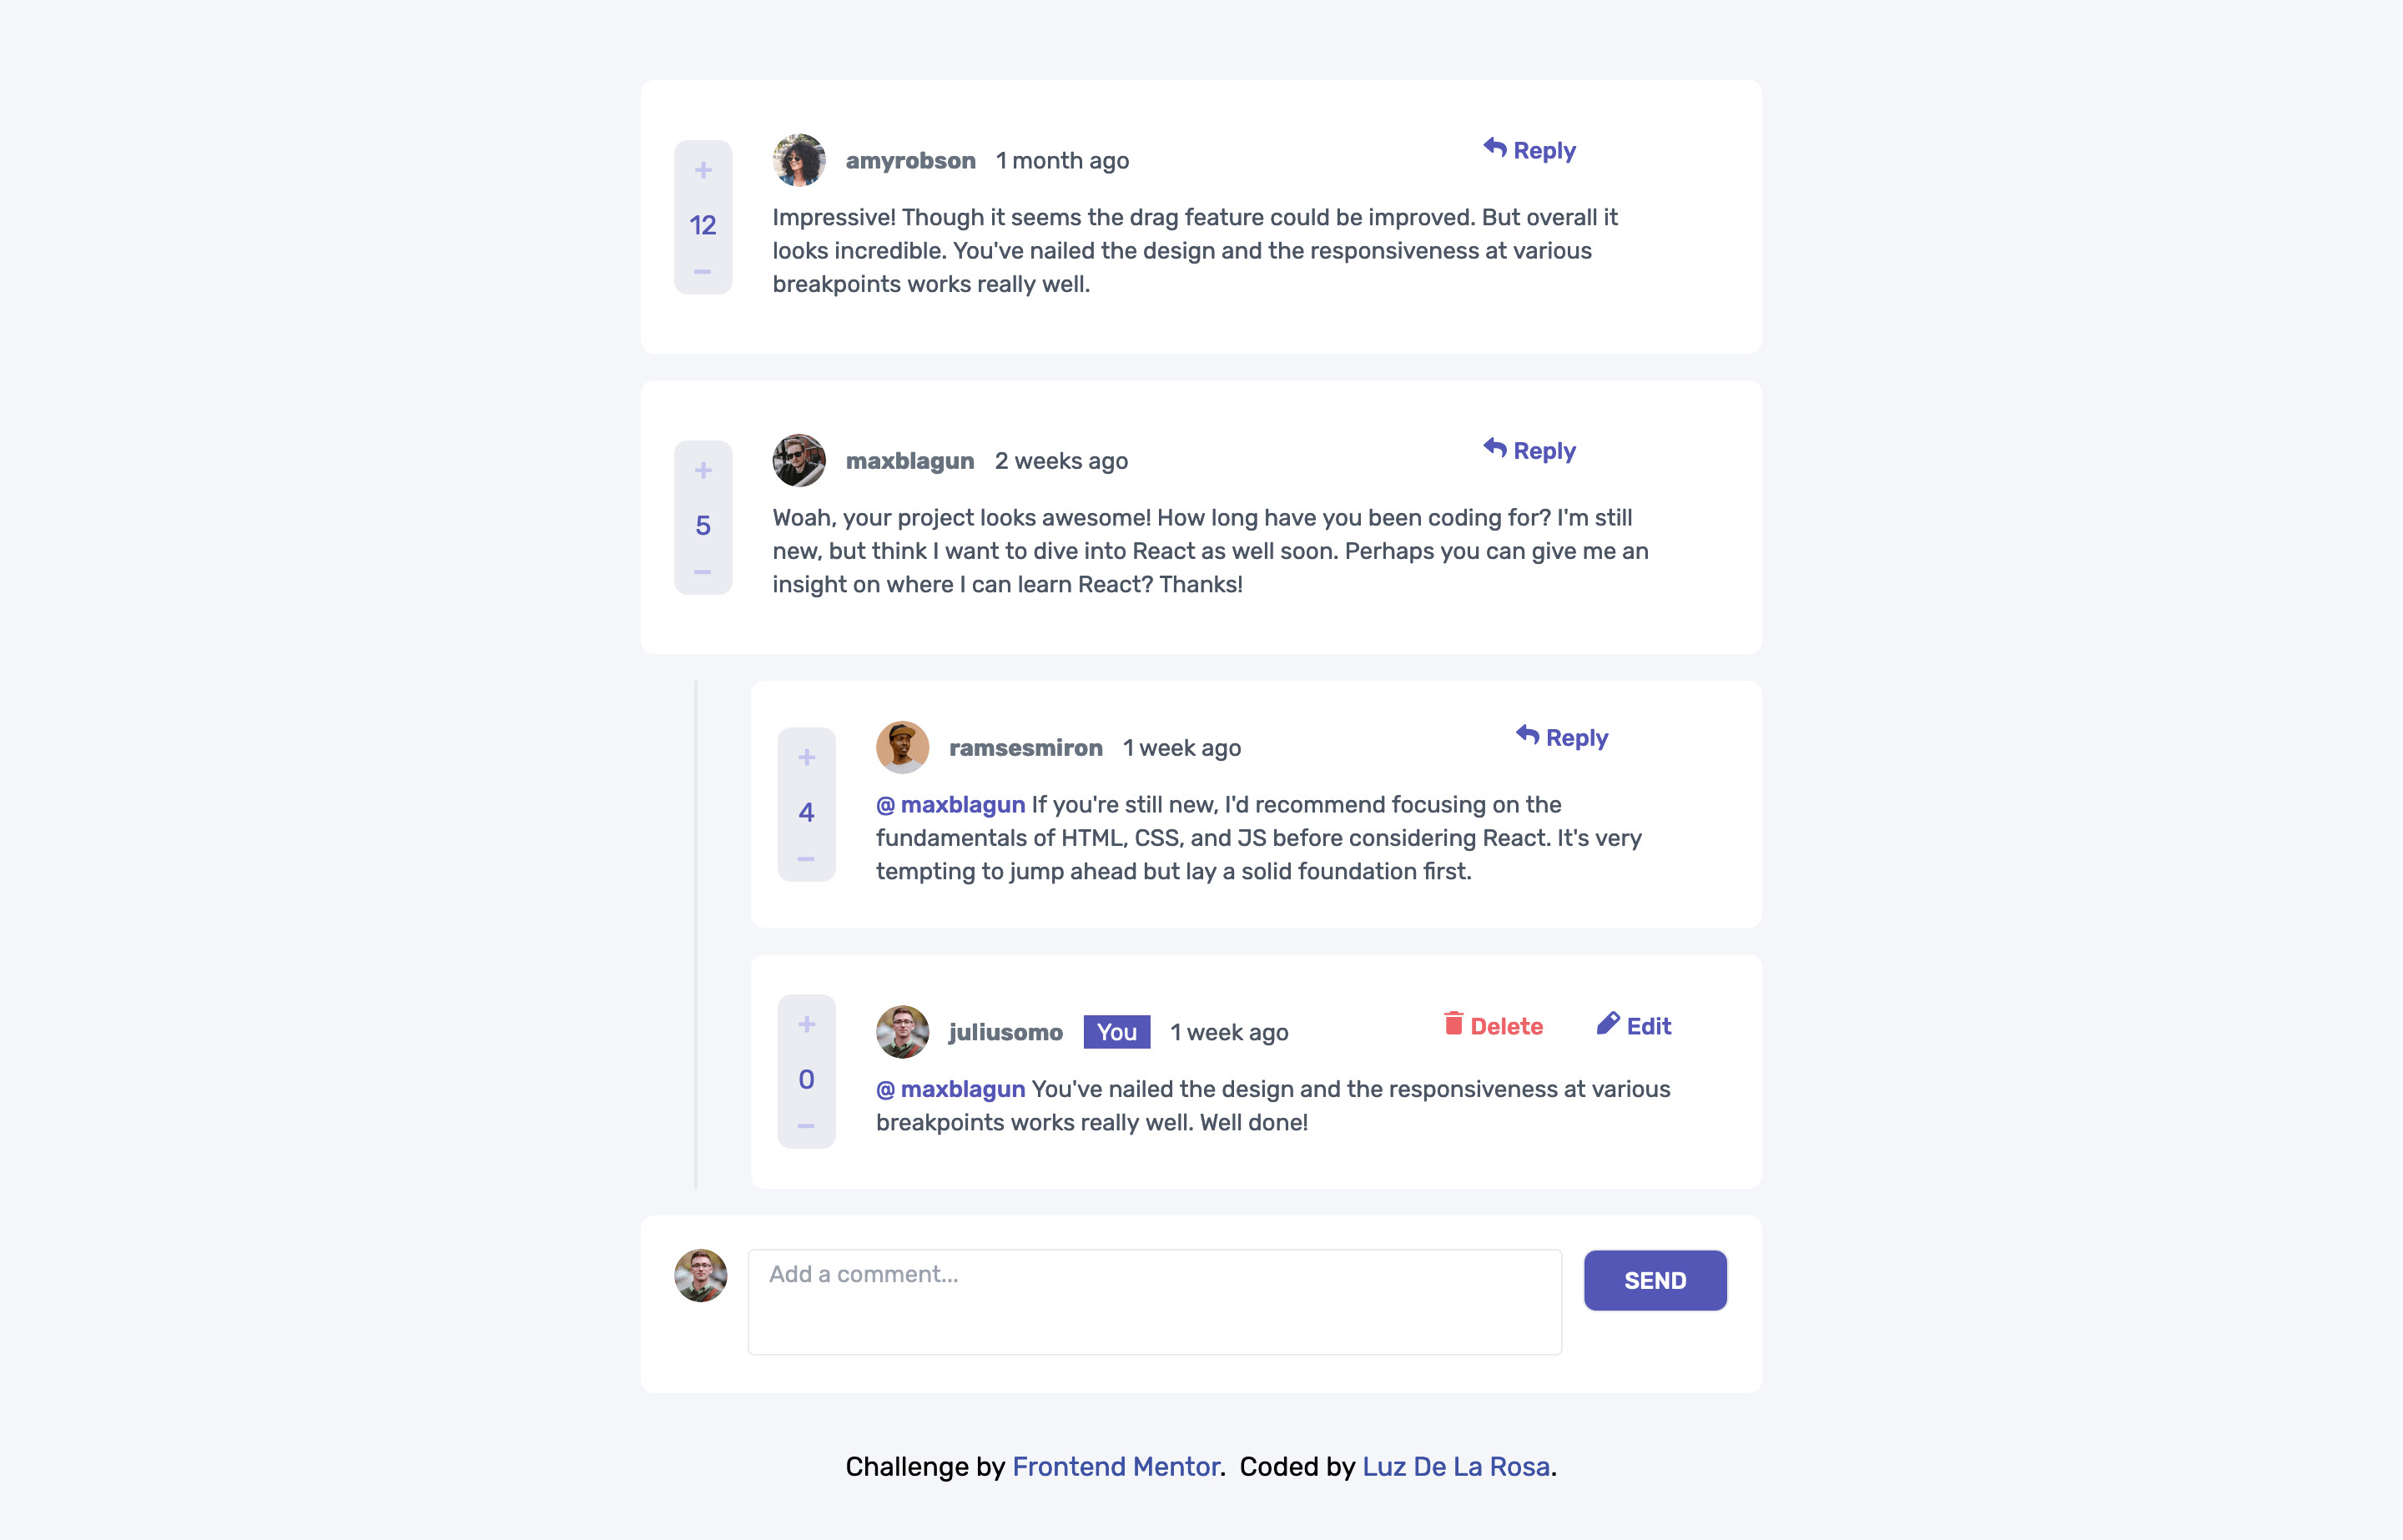 amyrobson 1 month ago Reply
+
12
−
Impressive! Though it seems the drag feature could be improved. But overall it
looks incredible. You've nailed the design and the responsiveness at various
breakpoints works really well.
maxblagun 2 weeks ago Reply
+
5
−
Woah, your project looks awesome! How long have you been coding for? I'm still
new, but think I want to dive into React as well soon. Perhaps you can give me an
insight on where I can learn React? Thanks!
ramsesmiron 1 week ago Reply
+
4
−
@ maxblagun If you're still new, I'd recommend focusing on the
fundamentals of HTML, CSS, and JS before considering React. It's very
tempting to jump ahead but lay a solid foundation first.
juliusomo You 1 week ago Delete Edit
+
0
−
@ maxblagun You've nailed the design and the responsiveness at various
breakpoints works really well. Well done!
Add a comment...
SEND
Challenge by Frontend Mentor. Coded by Luz De La Rosa.